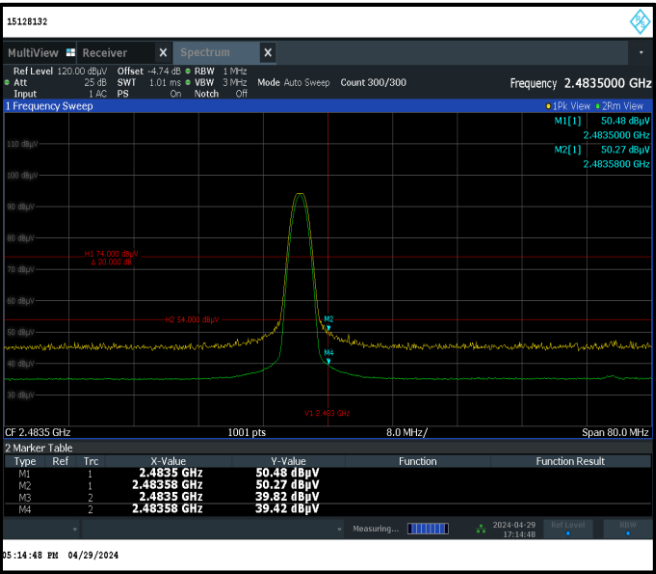 15128132
MultiView Receiver X Spectrum X
Ref Level 120.00 dBµV Offset -4.74 dB RBW 1 MHz
Att 25 dB SWT 1.01 ms VBW 3 MHz Mode Auto Sweep Count 300/300 Frequency 2.4835000 GHz
Input 1 AC PS On Notch Off
1 Frequency Sweep 1Pk View 2Rm View
M1[1] 50.48 dBµV
2.4835000 GHz
M2[1] 50.27 dBµV
2.4835800 GHz
110 dBµV
100 dBµV
90 dBµV
80 dBµV
H1 74.000 dBµV
70 dBµV
60 dBµV
H2 54.000 dBµV
M2
50 dBµV
M4
40 dBµV
30 dBµV
V1 2.483 GHz
CF 2.4835 GHz 1001 pts 8.0 MHz/ Span 80.0 MHz
2 Marker Table
Type Ref Trc X-Value Y-Value Function Function Result
M1 1 2.4835 GHz 50.48 dBµV
M2 1 2.48358 GHz 50.27 dBµV
M3 2 2.4835 GHz 39.82 dBµV
M4 2 2.48358 GHz 39.42 dBµV
Measuring... 2024-04-29 Ref Level RBW
17:14:48
05:14:48 PM 04/29/2024